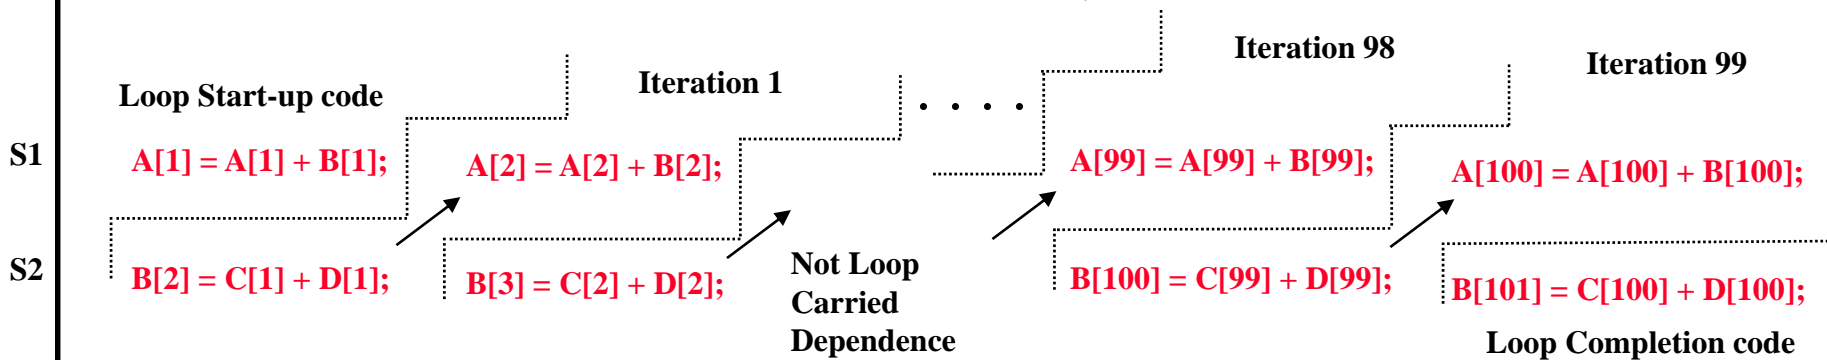 Iteration 98
Iteration 99
Iteration 1
Loop Start-up code
. . . .
S1
A[1] = A[1] + B[1];
A[2] = A[2] + B[2];
A[99] = A[99] + B[99];
A[100] = A[100] + B[100];
S2
B[2] = C[1] + D[1];
B[3] = C[2] + D[2];
Not Loop
Carried
Dependence
B[100] = C[99] + D[99];
B[101] = C[100] + D[100];
Loop Completion code